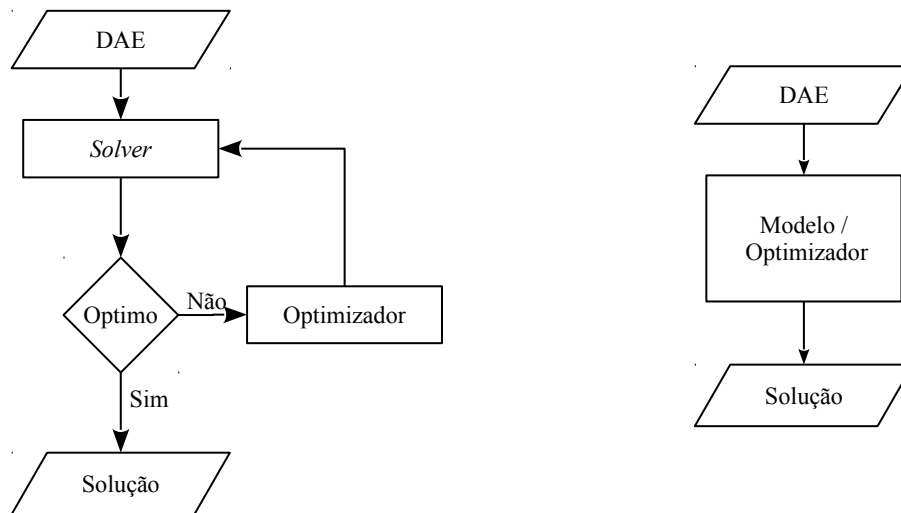 DAE
Solver
Optimo
Não
Optimizador
Sim
Solução
DAE
Modelo /
Optimizador
Solução